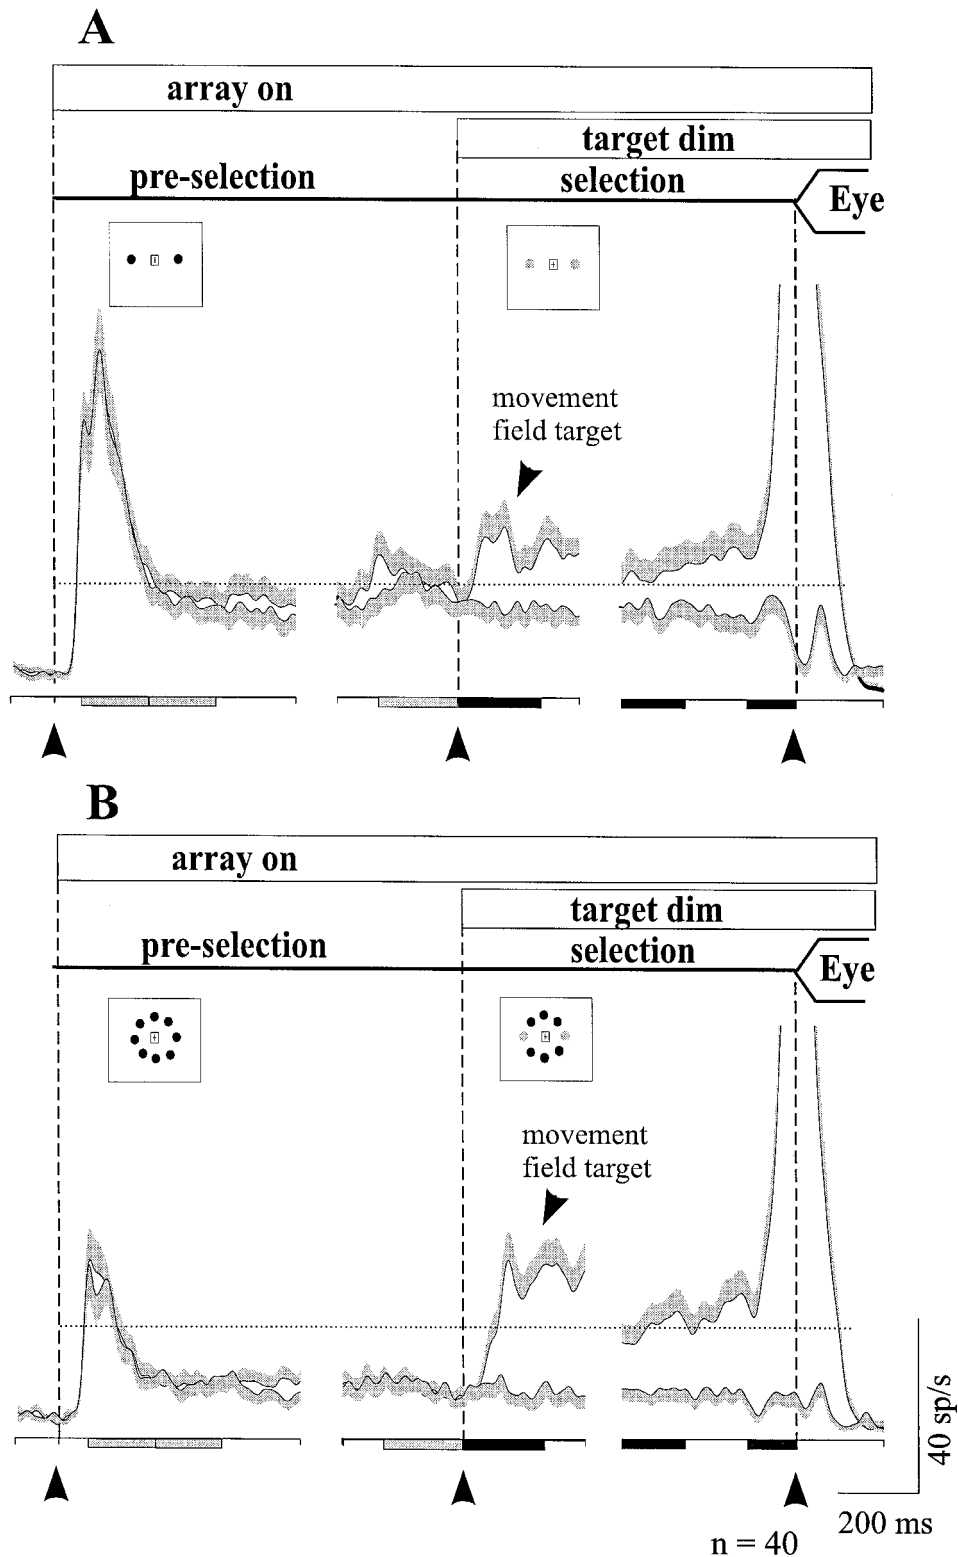 A
array on
target dim
pre-selection
selection
Eye
movement
field target
B
array on
target dim
pre-selection
selection
Eye
movement
field target
40 sp/s
200 ms
n = 40